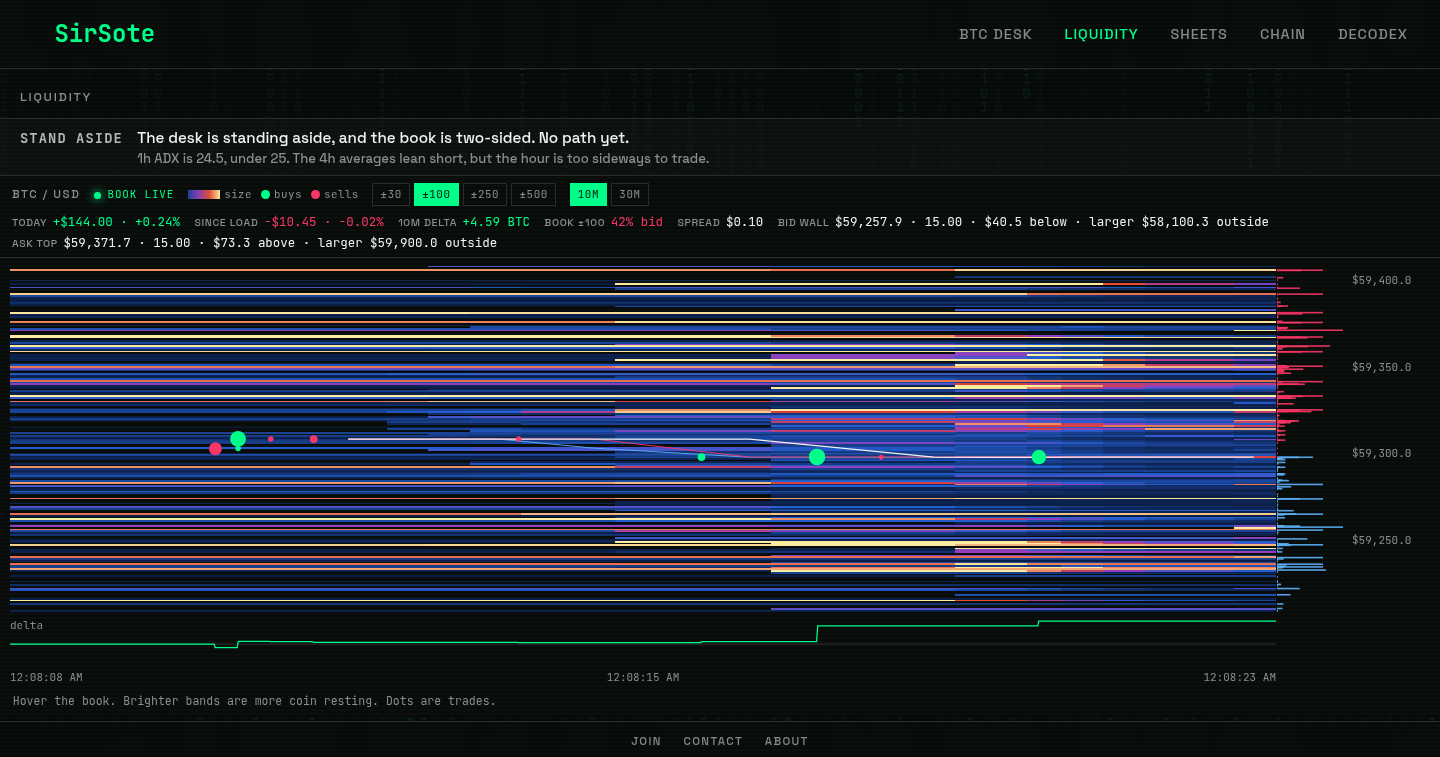 SirSote
BTC DESK LIQUIDITY SHEETS CHAIN DECODEX
LIQUIDITY
STAND ASIDE The desk is standing aside, and the book is two-sided. No path yet.
1h ADX is 24.5, under 25. The 4h averages lean short, but the hour is too sideways to trade.
BTC / USD BOOK LIVE size buys sells ±30 ±100 ±250 ±500 10M 30M
TODAY +$144.00 · +0.24% SINCE LOAD -$10.45 · -0.02% 10M DELTA +4.59 BTC BOOK ±100 42% bid SPREAD $0.10 BID WALL $59,257.9 · 15.00 · $40.5 below · larger $58,100.3 outside
ASK TOP $59,371.7 · 15.00 · $73.3 above · larger $59,900.0 outside
$59,400.0
$59,350.0
$59,300.0
$59,250.0
delta
12:08:08 AM 12:08:15 AM 12:08:23 AM
Hover the book. Brighter bands are more coin resting. Dots are trades.
JOIN CONTACT ABOUT